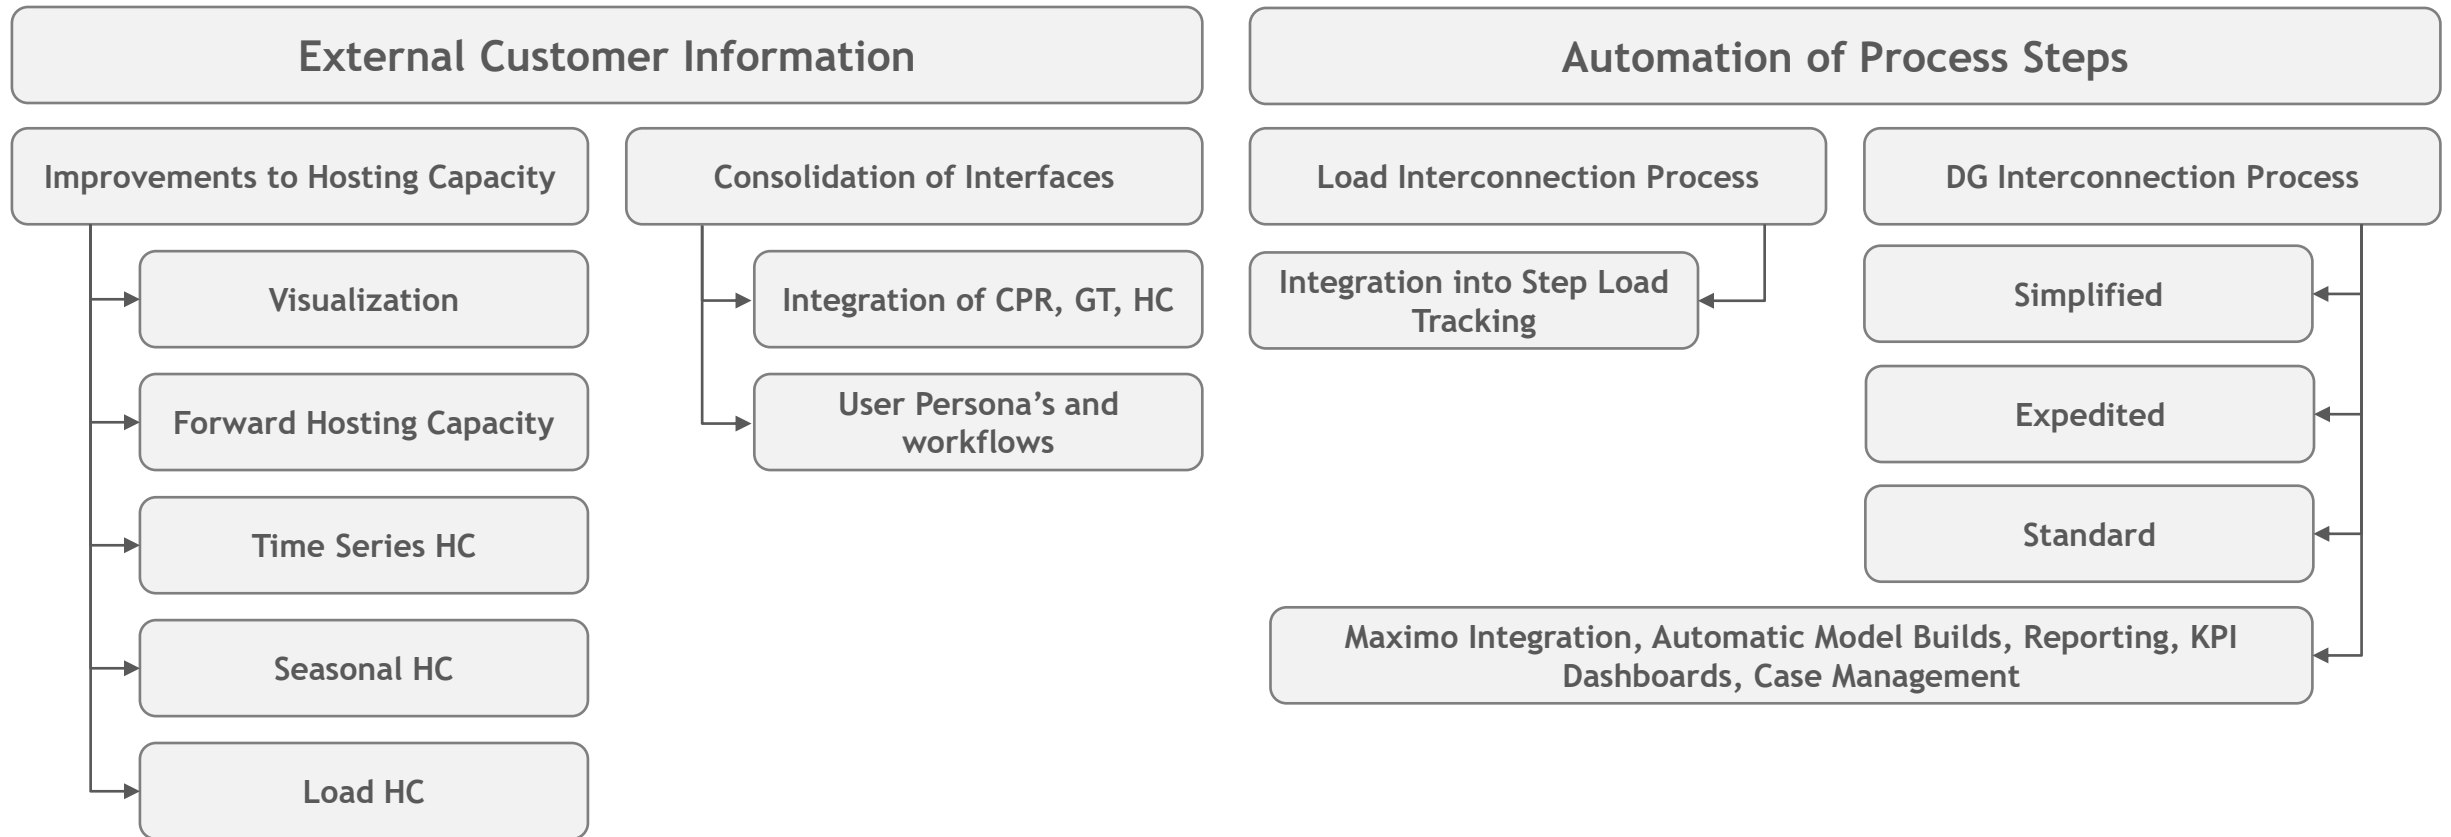 External Customer Information
Automation of Process Steps
Improvements to Hosting Capacity
Consolidation of Interfaces
Load Interconnection Process
DG Interconnection Process
Visualization
Forward Hosting Capacity
Time Series HC
Seasonal HC
Load HC
Integration of CPR, GT, HC
User Persona’s and
workflows
Integration into Step Load
Tracking
Simplified
Expedited
Standard
Maximo Integration, Automatic Model Builds, Reporting, KPI
Dashboards, Case Management